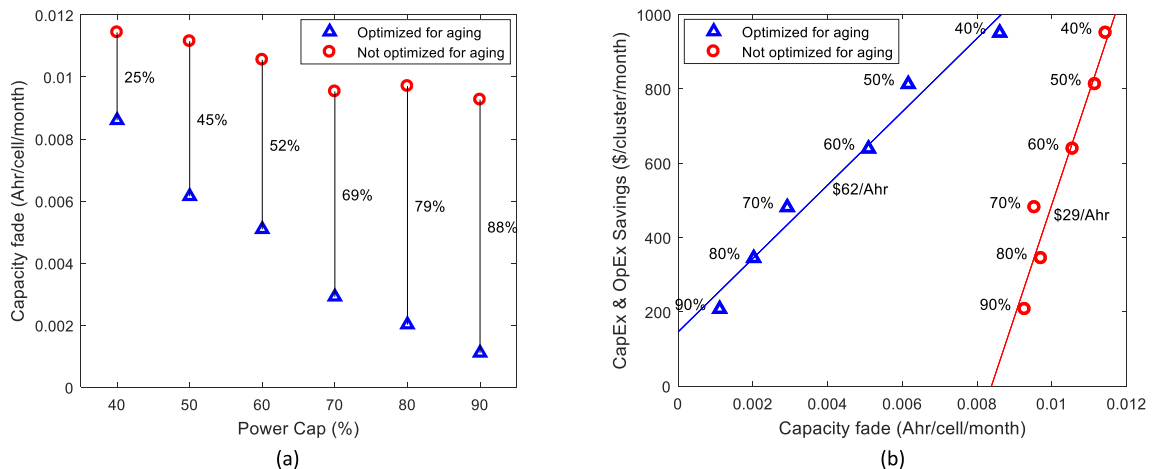 Optimized for aging
Not optimized for aging
0.012
0.01
0.008
0.006
0.004
0.002
0
Capacity fade (Ahr/cell/month)
25%
45%
52%
69%
79%
88%
40 50 60 70 80 90
Power Cap (%)
(a)
Optimized for aging
Not optimized for aging
1000
800
600
400
200
0
CapEx & OpEx Savings ($/cluster/month)
40%
50%
60%
70%
80%
90%
$62/Ahr
40%
50%
60%
70%
80%
90%
$29/Ahr
0 0.002 0.004 0.006 0.008 0.01 0.012
Capacity fade (Ahr/cell/month)
(b)